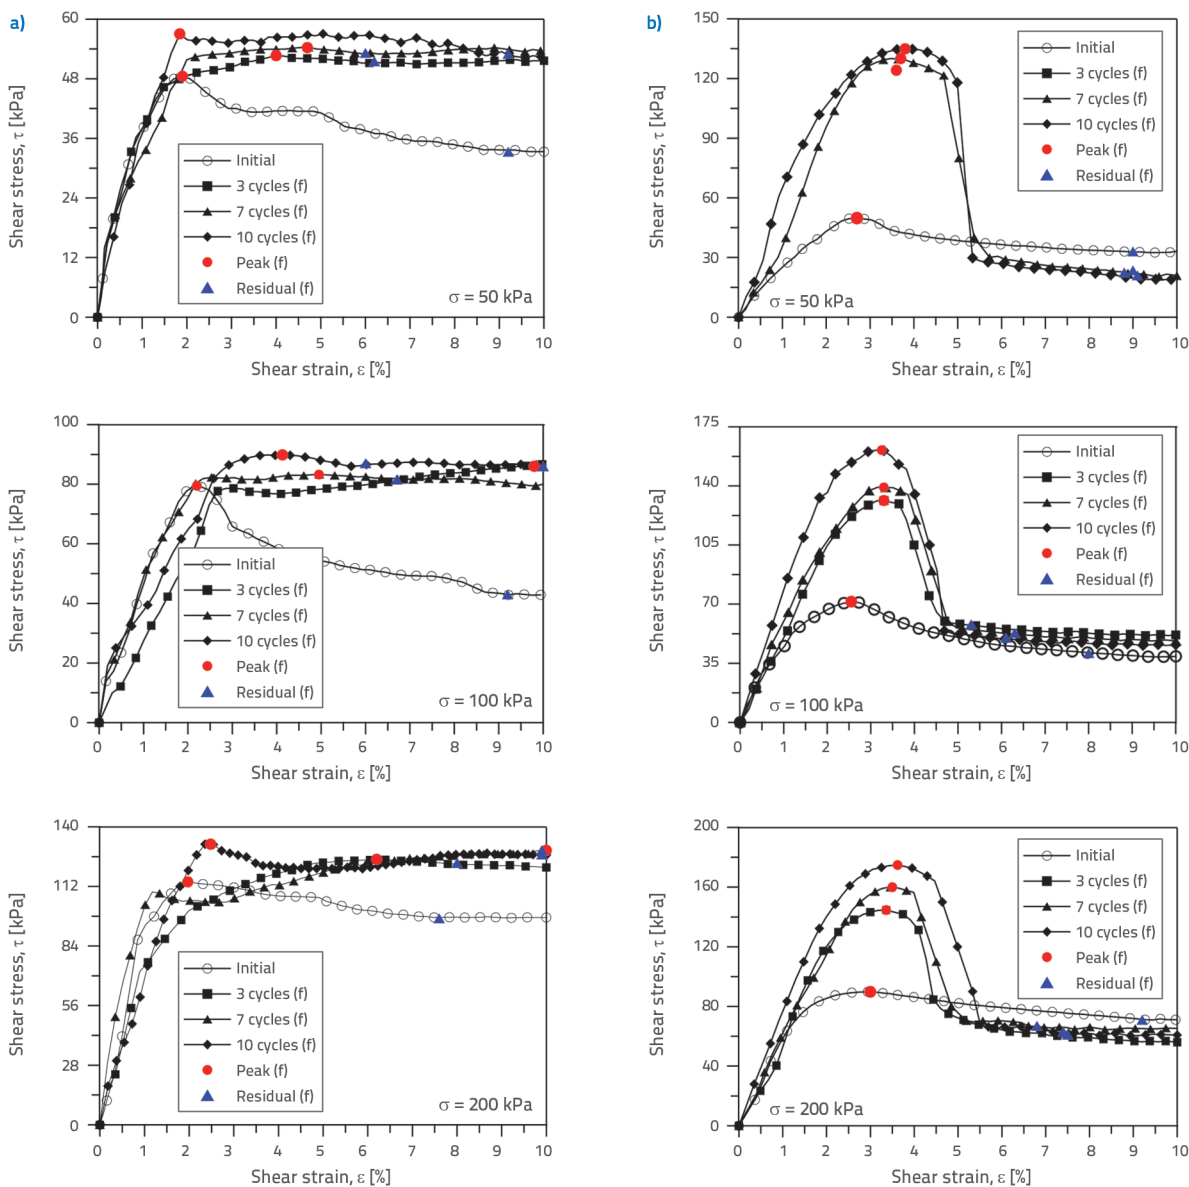 a)
60
48
36
24
12
0
Shear stress, τ [kPa]
Initial
3 cycles (f)
7 cycles (f)
10 cycles (f)
Peak (f)
Residual (f)
σ = 50 kPa
0 1 2 3 4 5 6 7 8 9 10
Shear strain, ε [%]
b)
150
120
90
60
30
0
Shear stress, τ [kPa]
Initial
3 cycles (f)
7 cycles (f)
10 cycles (f)
Peak (f)
Residual (f)
σ = 50 kPa
0 1 2 3 4 5 6 7 8 9 10
Shear strain, ε [%]
100
80
60
40
20
0
Shear stress, τ [kPa]
Initial
3 cycles (f)
7 cycles (f)
10 cycles (f)
Peak (f)
Residual (f)
σ = 100 kPa
0 1 2 3 4 5 6 7 8 9 10
Shear strain, ε [%]
175
140
105
70
35
0
Shear stress, τ [kPa]
Initial
3 cycles (f)
7 cycles (f)
10 cycles (f)
Peak (f)
Residual (f)
σ = 100 kPa
0 1 2 3 4 5 6 7 8 9 10
Shear strain, ε [%]
140
112
84
56
28
0
Shear stress, τ [kPa]
Initial
3 cycles (f)
7 cycles (f)
10 cycles (f)
Peak (f)
Residual (f)
σ = 200 kPa
0 1 2 3 4 5 6 7 8 9 10
Shear strain, ε [%]
200
160
120
80
40
0
Shear stress, τ [kPa]
Initial
3 cycles (f)
7 cycles (f)
10 cycles (f)
Peak (f)
Residual (f)
σ = 200 kPa
0 1 2 3 4 5 6 7 8 9 10
Shear strain, ε [%]